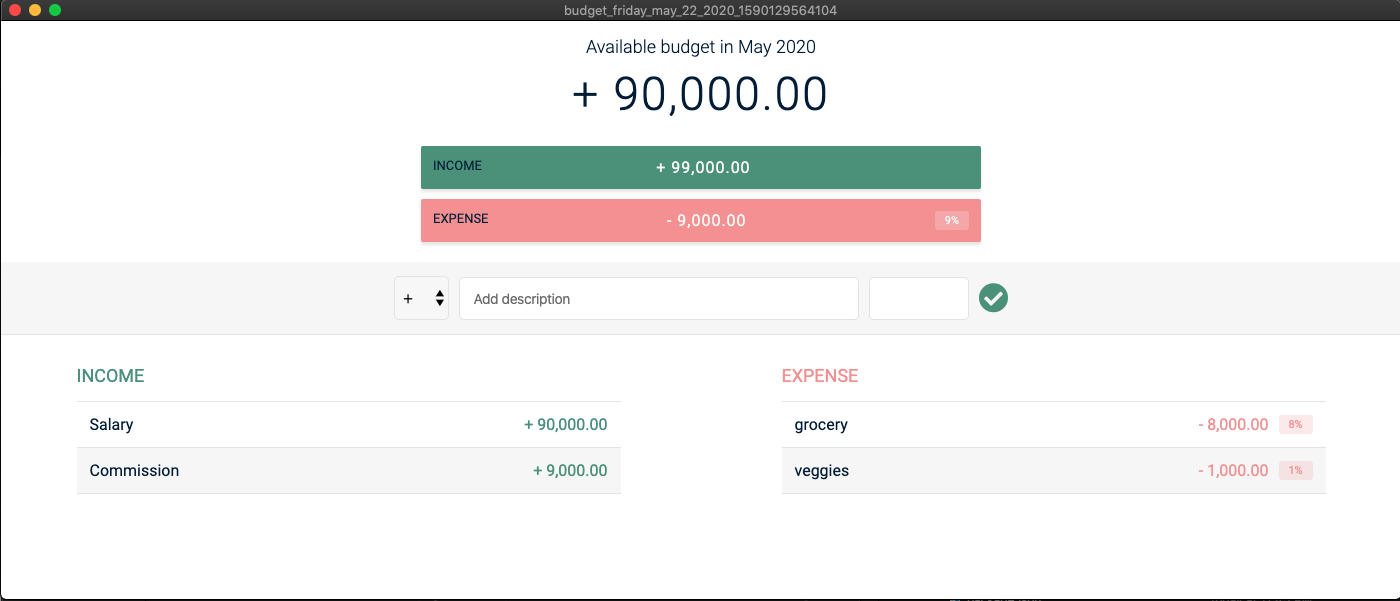 budget_friday_may_22_2020_1590129564104
Available budget in May 2020
+ 90,000.00
INCOME + 99,000.00
EXPENSE - 9,000.00 9%
+ Add description
INCOME
Salary + 90,000.00
Commission + 9,000.00
EXPENSE
grocery - 8,000.00 8%
veggies - 1,000.00 1%